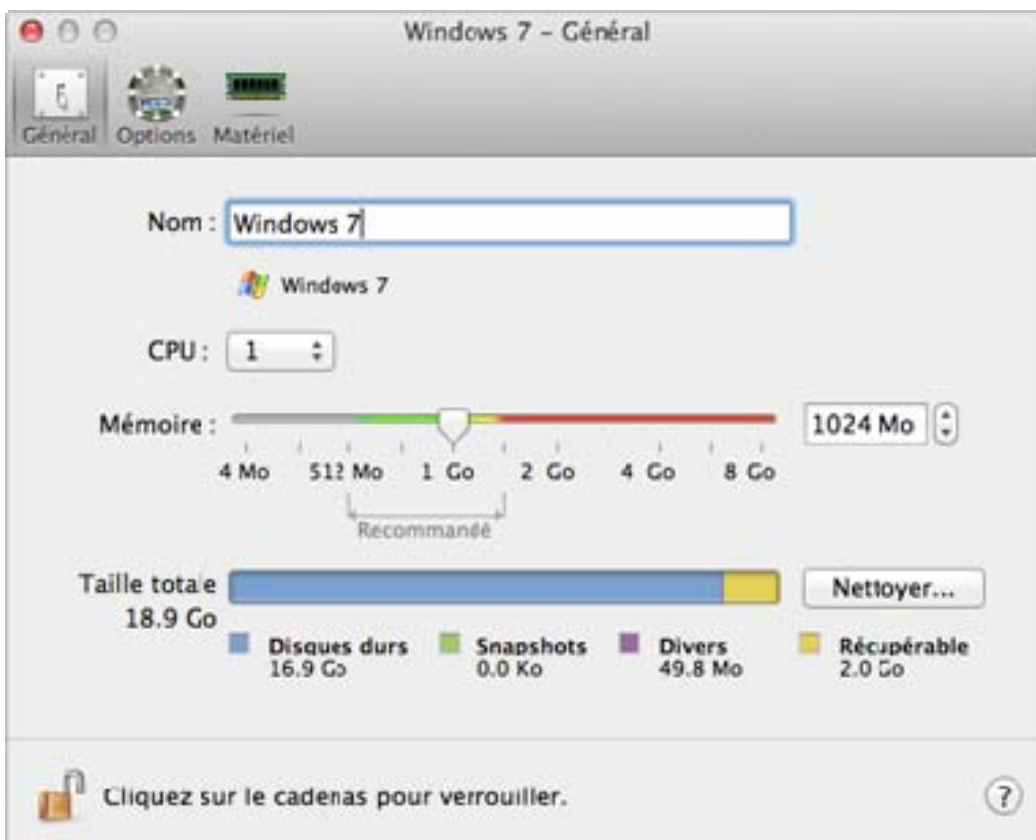 Windows 7 – Général
Général Options Matériel
Nom : Windows 7
Windows 7
CPU : 1
Mémoire : 1024 Mo
4 Mo 512 Mo 1 Go 2 Go 4 Go 8 Go
Recommandé
Taille totale Nettoyer...
18.9 Go
Disques durs Snapshots Divers Récupérable
16.9 Go 0.0 Ko 49.8 Mo 2.0 Go
Cliquez sur le cadenas pour verrouiller. ?